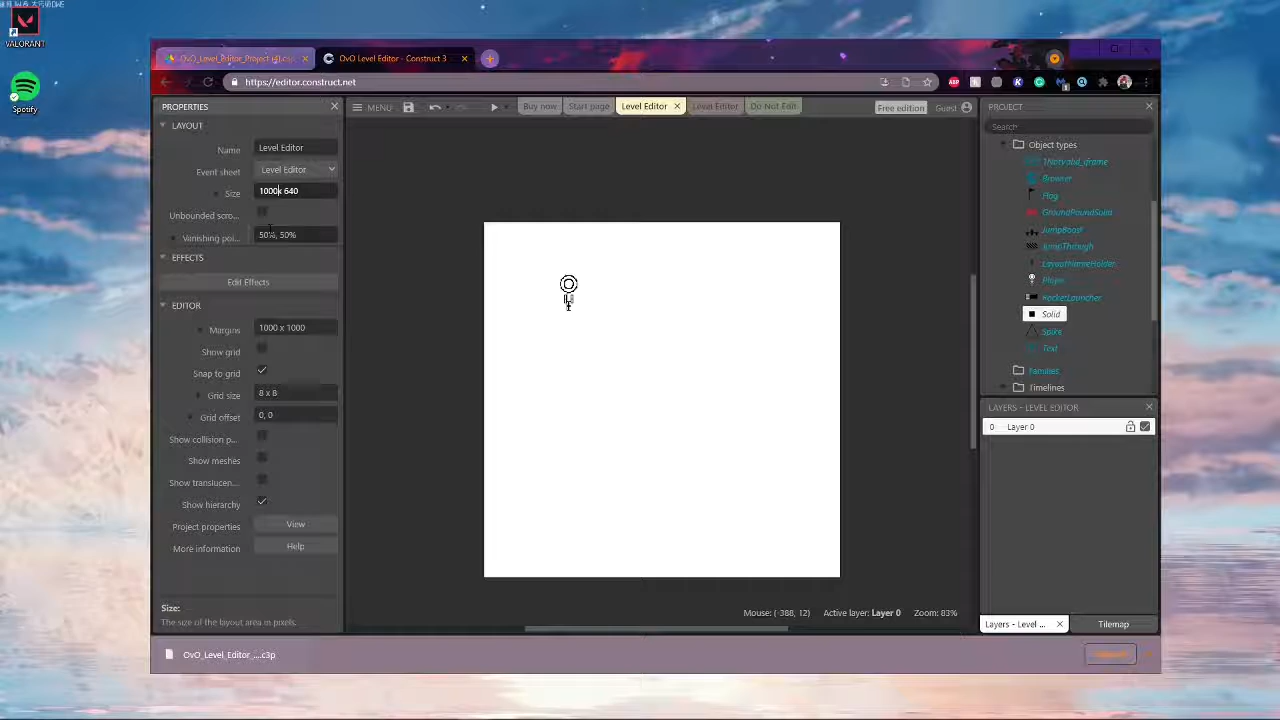 VALORANT
Spotify
OvO_Level_Editor_Project (4).c3p
OvO Level Editor - Construct 3
https://editor.construct.net
PROPERTIES
MENU
Buy now
Start page
Level Editor
Level Editor
Do Not Edit
Free edition
Guest
PROJECT
LAYOUT
Search
Name
Level Editor
Object types
Event sheet
Level Editor
Browser
Size
1000x 640
Flag
Unbounded scro...
GroundPoundSolid
Vanishing poi...
50%, 50%
JumpBoost
JumpThrough
EFFECTS
LayoutNameHolder
Edit Effects
Player
EDITOR
RocketLauncher
Margins
1000 x 1000
Solid
Show grid
Spike
Snap to grid
Text
Grid size
8 x 8
Families
Grid offset
0, 0
Timelines
Show collision p...
LAYERS - LEVEL EDITOR
Show meshes
0 Layer 0
Show translucen...
Show hierarchy
Project properties
View
More information
Help
Size:
The size of the layout area in pixels.
Mouse: (-388, 12)
Active layer: Layer 0
Zoom: 83%
Layers - Level ...
Tilemap
OvO_Level_Editor_....c3p